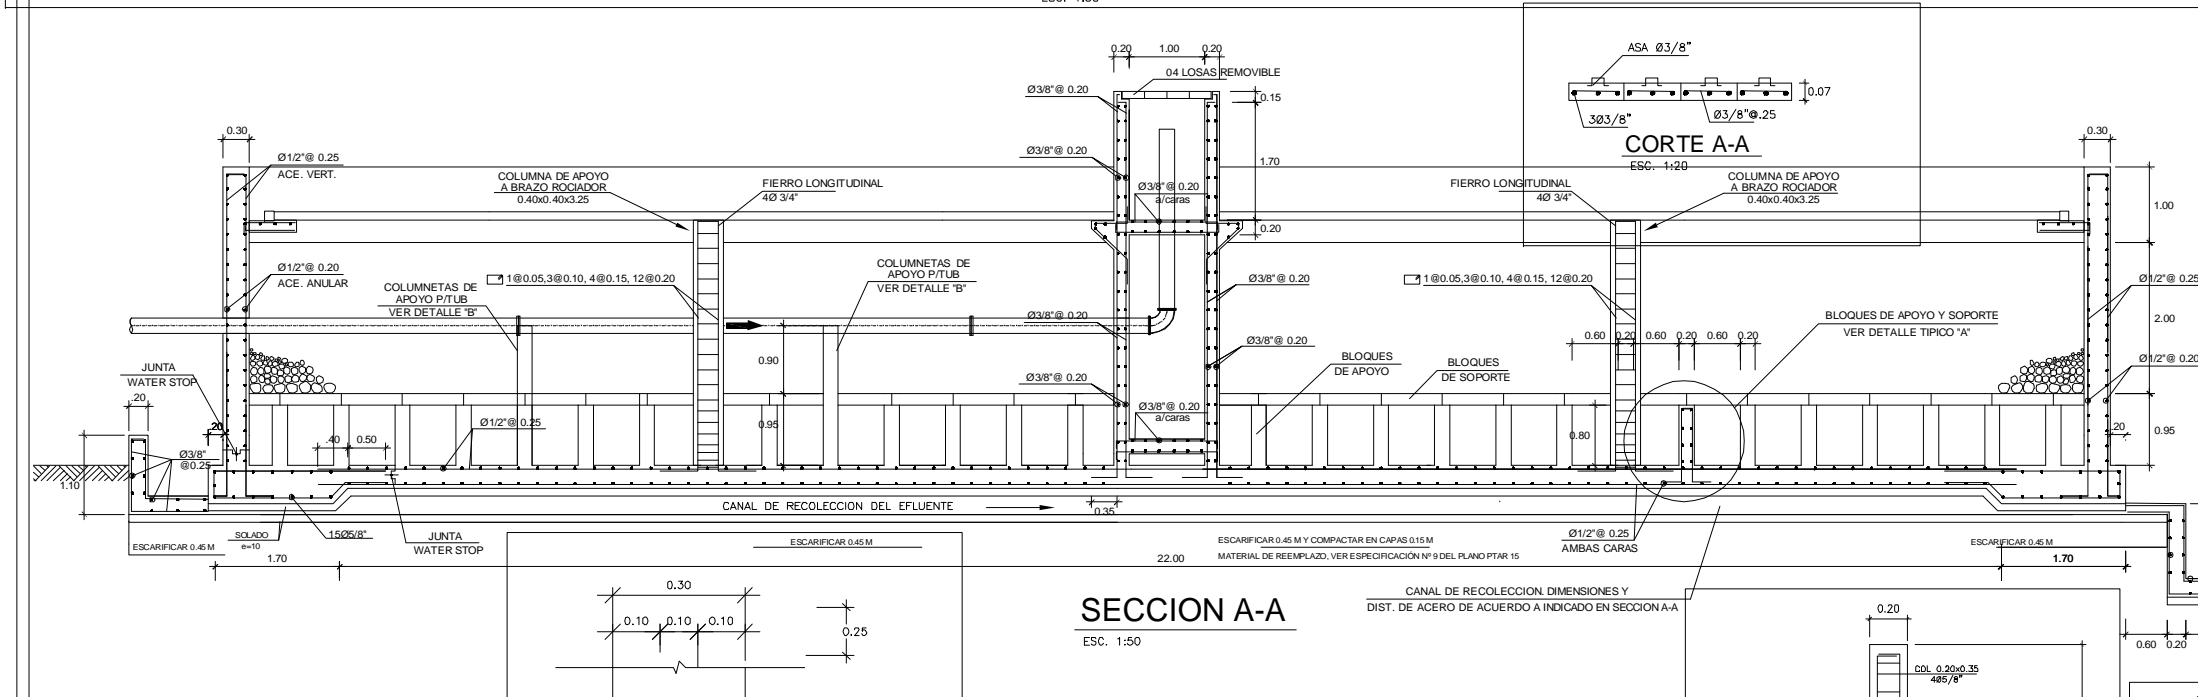 0.20
1.00
0.20
04 LOSAS REMOVIBLE
Ø3/8"@ 0.20
0.15
ASA Ø3/8"
0.07
3Ø3/8"
Ø3/8"@.25
CORTE A-A
ESC. 1:20
0.30
Ø1/2"@ 0.25
ACE. VERT.
COLUMNA DE APOYO
A BRAZO ROCIADOR
0.40x0.40x3.25
FIERRO LONGITUDINAL
4Ø 3/4"
Ø3/8"@ 0.20
1.70
Ø3/8"@ 0.20
a/caras
FIERRO LONGITUDINAL
4Ø 3/4"
COLUMNA DE APOYO
A BRAZO ROCIADOR
0.40x0.40x3.25
0.30
1.00
0.20
Ø1/2"@ 0.20
ACE. ANULAR
COLUMNETAS DE
APOYO P/TUB
VER DETALLE "B"
1@0.05,3@0.10, 4@0.15, 12@0.20
COLUMNETAS DE
APOYO P/TUB
VER DETALLE "B"
Ø3/8"@ 0.20
1@0.05,3@0.10, 4@0.15, 12@0.20
Ø1/2"@ 0.25
Ø3/8"@ 0.20
BLOQUES DE APOYO Y SOPORTE
VER DETALLE TIPICO "A"
2.00
0.60
0.20
0.60
0.20
0.60
0.20
Ø3/8"@ 0.20
JUNTA
WATER STOP
0.90
BLOQUES
DE APOYO
BLOQUES
DE SOPORTE
Ø1/2"@ 0.20
Ø3/8"@ 0.20
.20
.20
Ø3/8"
@0.25
.40
0.50
Ø1/2"@ 0.25
0.95
Ø3/8"@ 0.20
a/caras
0.80
.20
0.95
1.10
CANAL DE RECOLECCION DEL EFLUENTE
0.35
SOLADO
e=10
15Ø5/8"
JUNTA
WATER STOP
ESCARIFICAR 0.45 M
ESCARIFICAR 0.45 M
ESCARIFICAR 0.45 M Y COMPACTAR EN CAPAS 0.15 M
MATERIAL DE REEMPLAZO, VER ESPECIFICACIÓN Nº 9 DEL PLANO PTAR 15
Ø1/2"@ 0.25
AMBAS CARAS
ESCARIFICAR 0.45 M
1.70
22.00
1.70
CANAL DE RECOLECCION. DIMENSIONES Y
DIST. DE ACERO DE ACUERDO A INDICADO EN SECCION A-A
SECCION A-A
ESC. 1:50
0.30
0.10
0.10
0.10
0.25
0.20
COL 0.20x0.35
4Ø5/8"
0.60
0.20